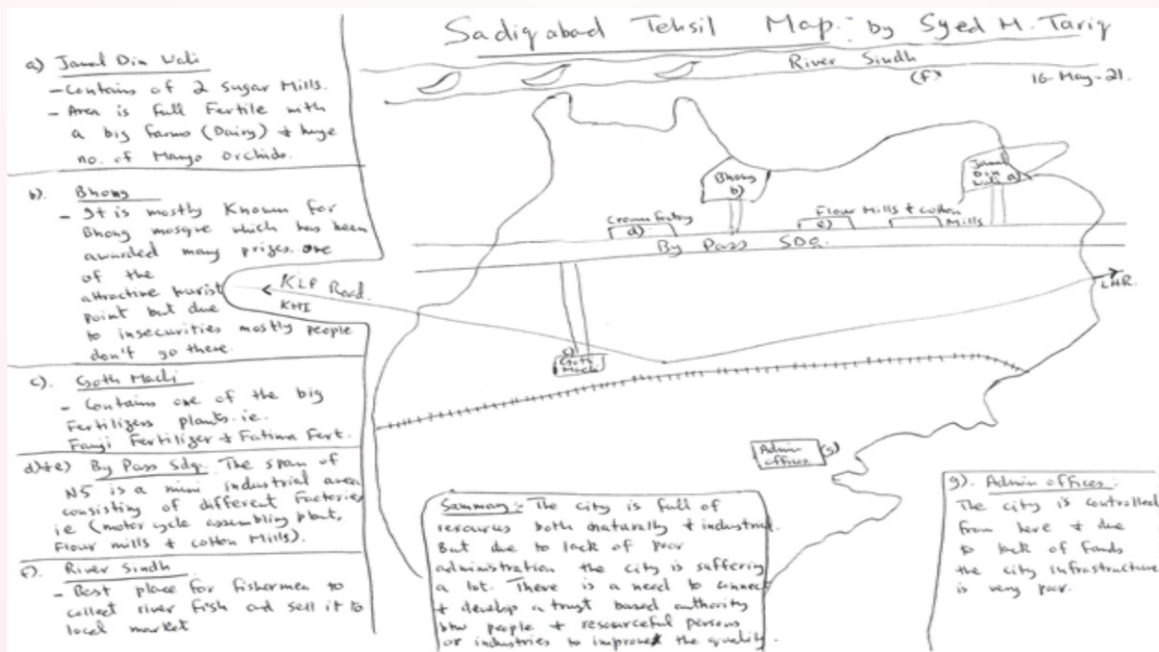 Sadiqabad Tehsil Map: by Syed M. Tariq
16-May-21.
River Sindh
(f)
a) Jamal Din Wali
- Contains of 2 Sugar Mills.
- Area is full Fertile with
a big farms (Dairy) & huge
no. of Mango Orchids.
b). Bhong
- It is mostly Known for
Bhong mosque which has been
awarded many prizes. one
of the
attractive tourist
point but due
to insecurities mostly people
don't go there.
c). Goth Machi
- Contains one of the big
Fertilizers plants. i.e.
Fauji Fertilizer & Fatima Fert.
d)+e) By Pass Sdq. The span of
N5 is a mini industrial area
consisting of different Factories
i.e (motor cycle assembling plant,
Flour mills & cotton Mills).
f). River Sindh
- Best place for fishermen to
collect river fish and sell it to
local market
Bhong
b)
Jamal
Din
Wali a)
Crown factory
d)
Flour Mills & cotton
Mills
e)
By Pass SDQ.
KLP Road.
KHI
LHR.
c)
Goth
Machi
Admin
offices
(g)
Summary:- The city is full of
resources both naturally & industrial.
But due to lack of poor
administration the city is suffering
a lot. There is a need to connect
& develop a trust based authority
btw people & resourceful persons
or industries to improve the quality.
g). Admin offices:
The city is controlled
from here & due
to lack of funds
the city infrastructure
is very poor.